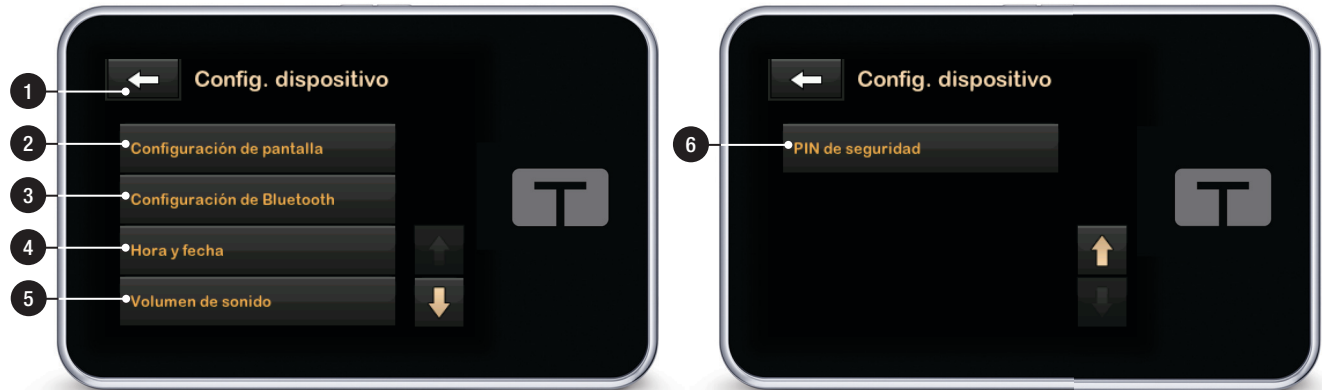 Config. dispositivo
1
2
Configuración de pantalla
3
Configuración de Bluetooth
4
Hora y fecha
5
Volumen de sonido
Config. dispositivo
6
PIN de seguridad
T
T